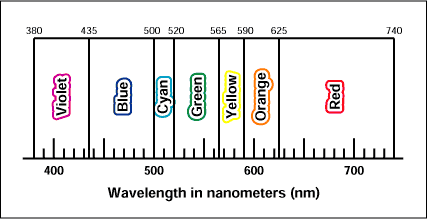 380 435 500 520 565 590 625 740
Violet Blue Cyan Green Yellow Orange Red
400 500 600 700
Wavelength in nanometers (nm)